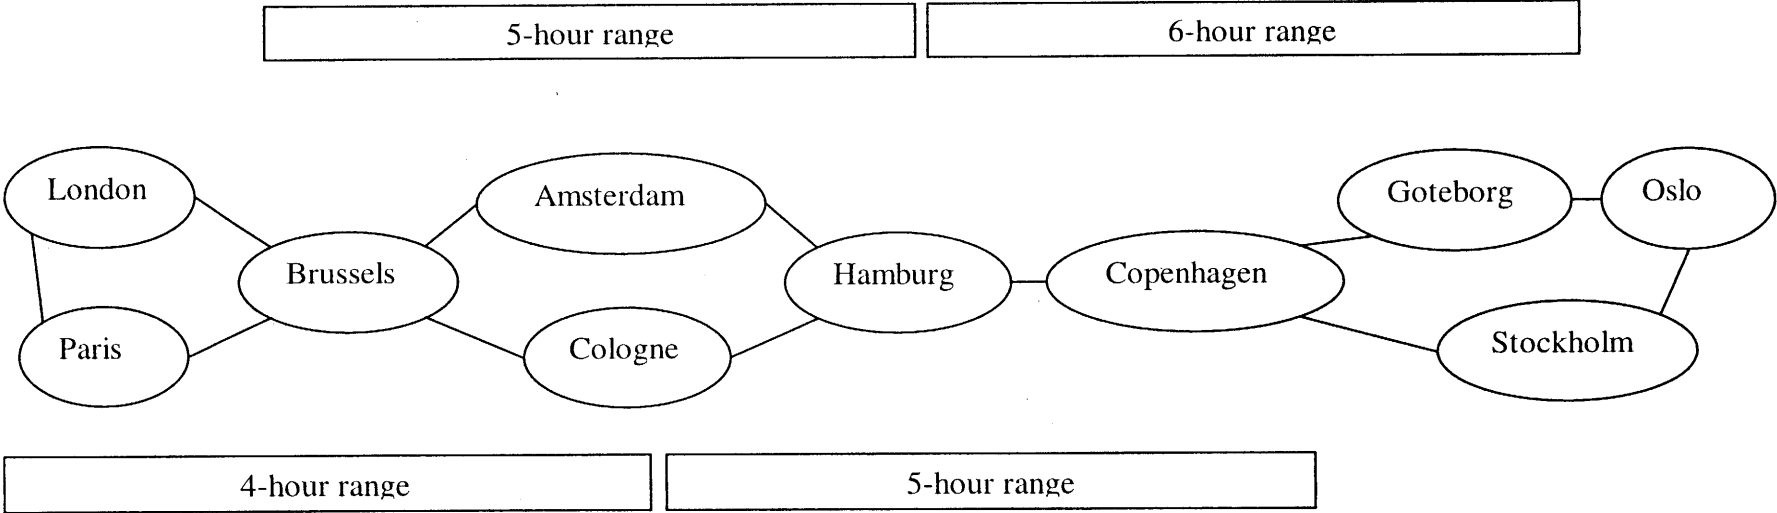 5-hour range
6-hour range
London
Amsterdam
Goteborg
Oslo
Brussels
Hamburg
Copenhagen
Paris
Cologne
Stockholm
4-hour range
5-hour range